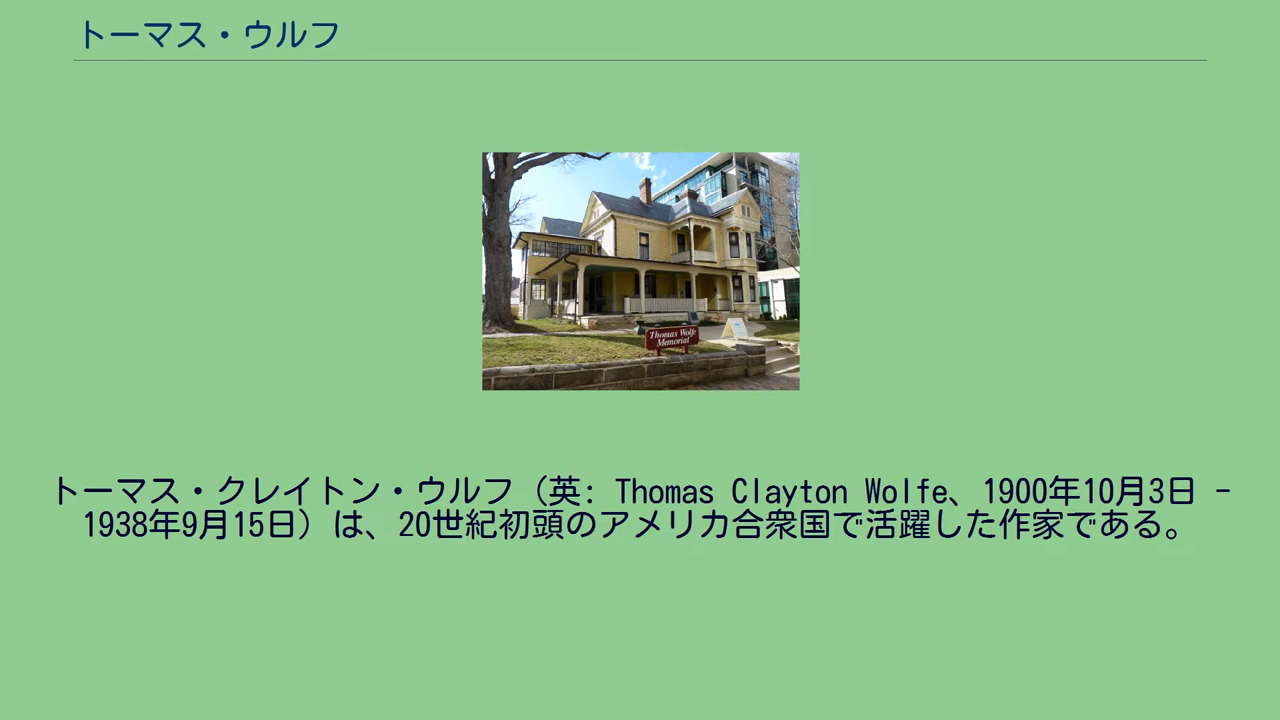 トーマス・ウルフ
Thomas Wolfe
Memorial
トーマス・クレイトン・ウルフ（英: Thomas Clayton Wolfe、1900年10月3日 -
1938年9月15日）は、20世紀初頭のアメリカ合衆国で活躍した作家である。